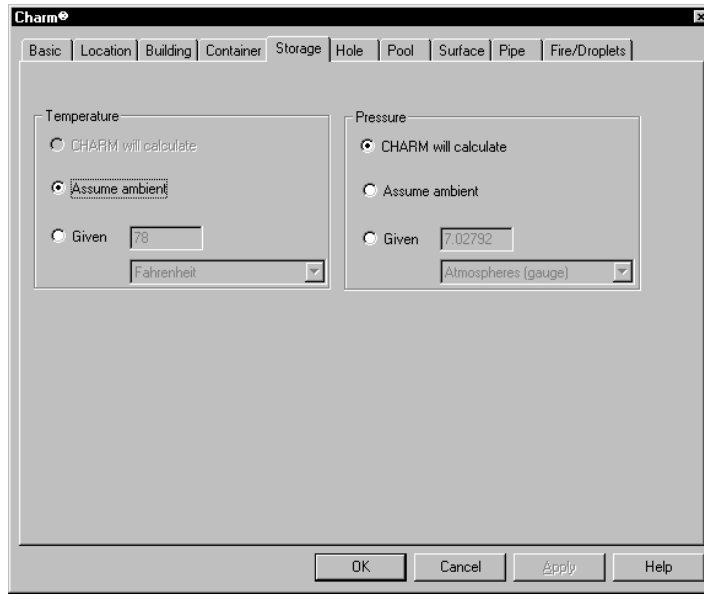 Charm®
Basic Location Building Container Storage Hole Pool Surface Pipe Fire/Droplets
Temperature
CHARM will calculate
Assume ambient
Given 78
Fahrenheit
Pressure
CHARM will calculate
Assume ambient
Given 7.02792
Atmospheres (gauge)
OK Cancel Apply Help